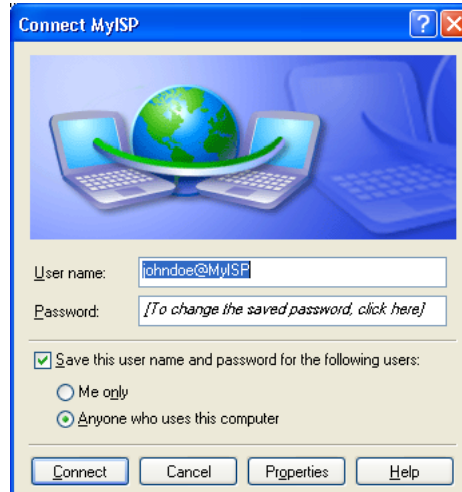 Connect MyISP
User name: johndoe@MyISP
Password: [To change the saved password, click here]
Save this user name and password for the following users:
Me only
Anyone who uses this computer
Connect Cancel Properties Help